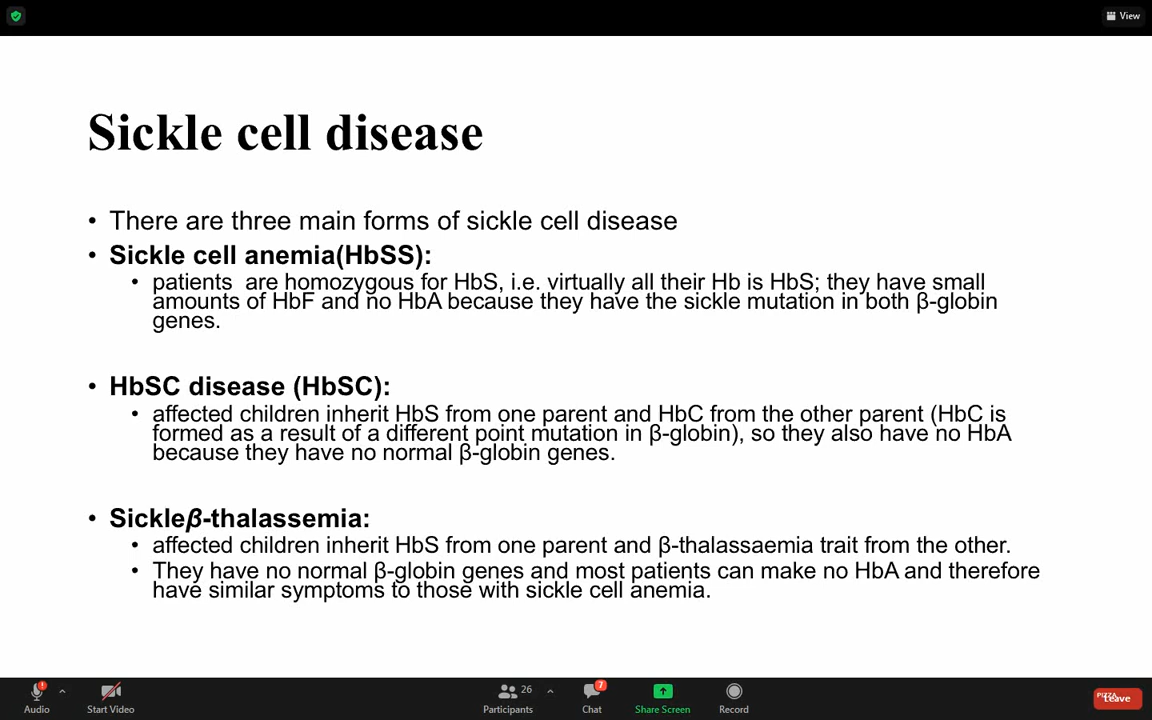 View
Sickle cell disease
• There are three main forms of sickle cell disease
• Sickle cell anemia(HbSS):
• patients are homozygous for HbS, i.e. virtually all their Hb is HbS; they have small
amounts of HbF and no HbA because they have the sickle mutation in both β-globin
genes.
• HbSC disease (HbSC):
• affected children inherit HbS from one parent and HbC from the other parent (HbC is
formed as a result of a different point mutation in β-globin), so they also have no HbA
because they have no normal β-globin genes.
• Sickleβ-thalassemia:
• affected children inherit HbS from one parent and β-thalassaemia trait from the other.
• They have no normal β-globin genes and most patients can make no HbA and therefore
have similar symptoms to those with sickle cell anemia.
! 26 7
Audio Start Video Participants Chat Share Screen Record
PIZZA
Leave